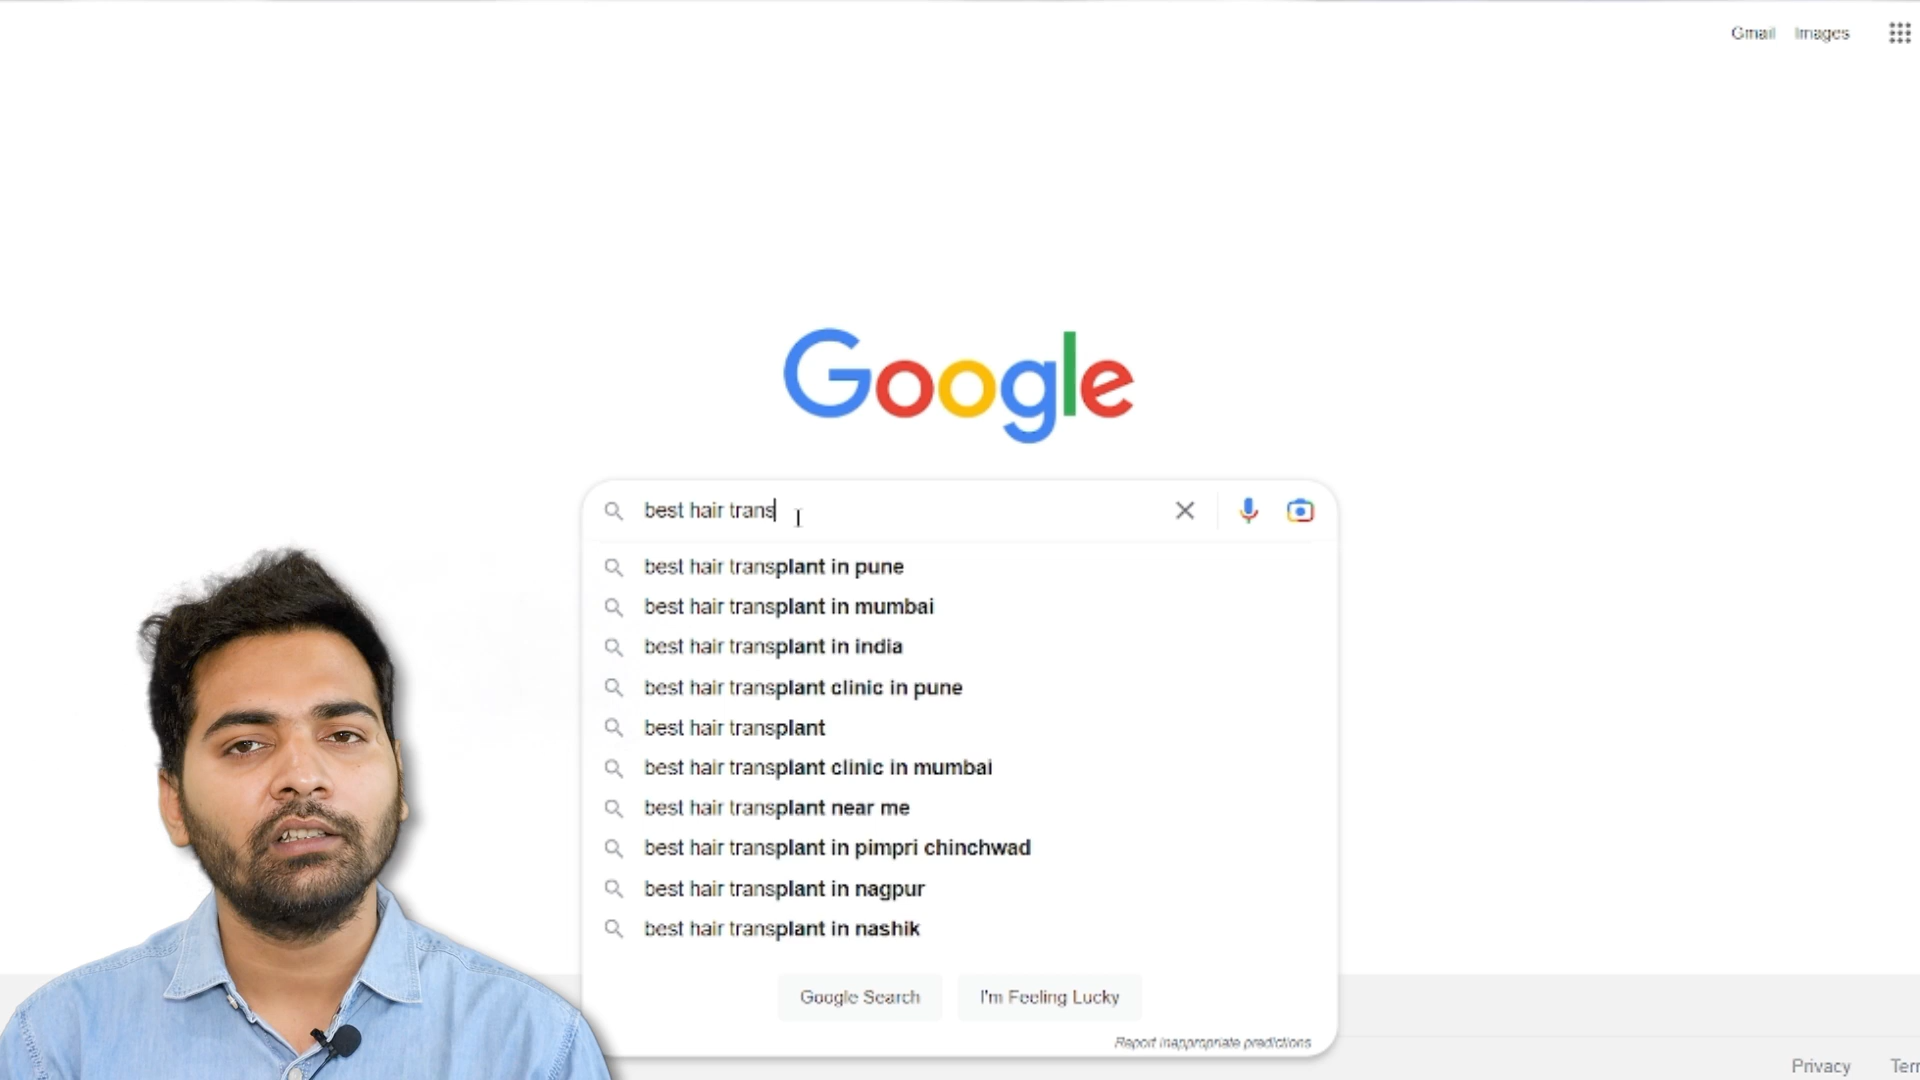 Gmail Images
Google
best hair trans
best hair transplant in pune
best hair transplant in mumbai
best hair transplant in india
best hair transplant clinic in pune
best hair transplant
best hair transplant clinic in mumbai
best hair transplant near me
best hair transplant in pimpri chinchwad
best hair transplant in nagpur
best hair transplant in nashik
Google Search I'm Feeling Lucky
Report inappropriate predictions
Privacy Terr